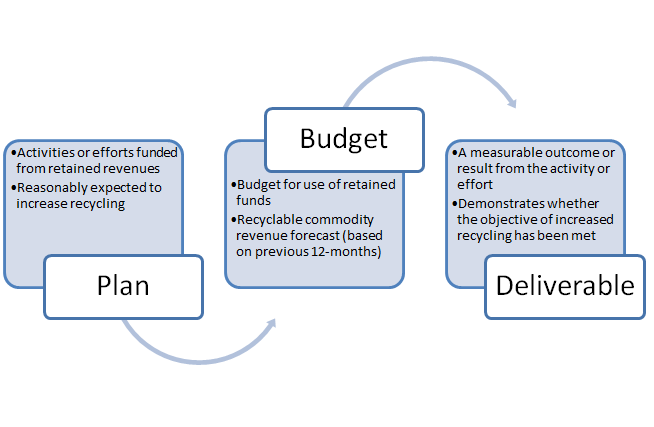 •Activities or efforts funded
from retained revenues
•Reasonably expected to
increase recycling
Plan
Budget
•Budget for use of retained
funds
•Recyclable commodity
revenue forecast (based
on previous 12-months)
•A measurable outcome or
result from the activity or
effort
•Demonstrates whether
the objective of increased
recycling has been met
Deliverable